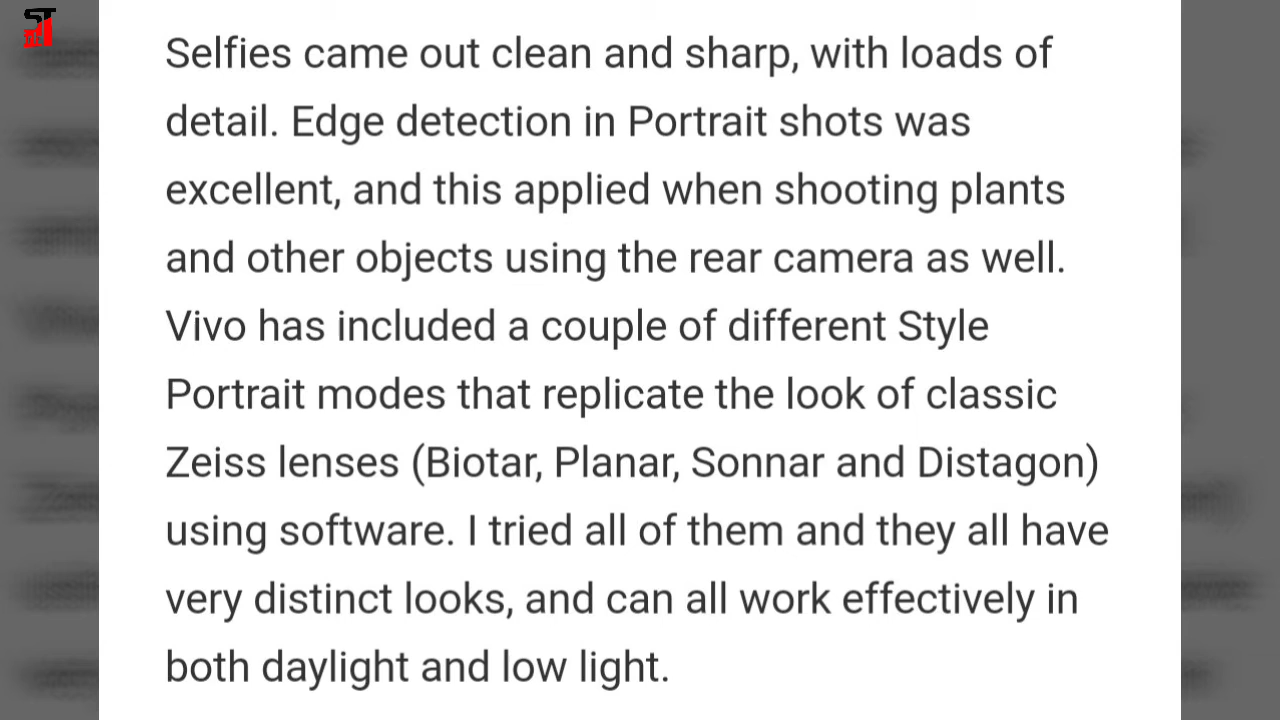 ST
Selfies came out clean and sharp, with loads of
detail. Edge detection in Portrait shots was
excellent, and this applied when shooting plants
and other objects using the rear camera as well.
Vivo has included a couple of different Style
Portrait modes that replicate the look of classic
Zeiss lenses (Biotar, Planar, Sonnar and Distagon)
using software. I tried all of them and they all have
very distinct looks, and can all work effectively in
both daylight and low light.